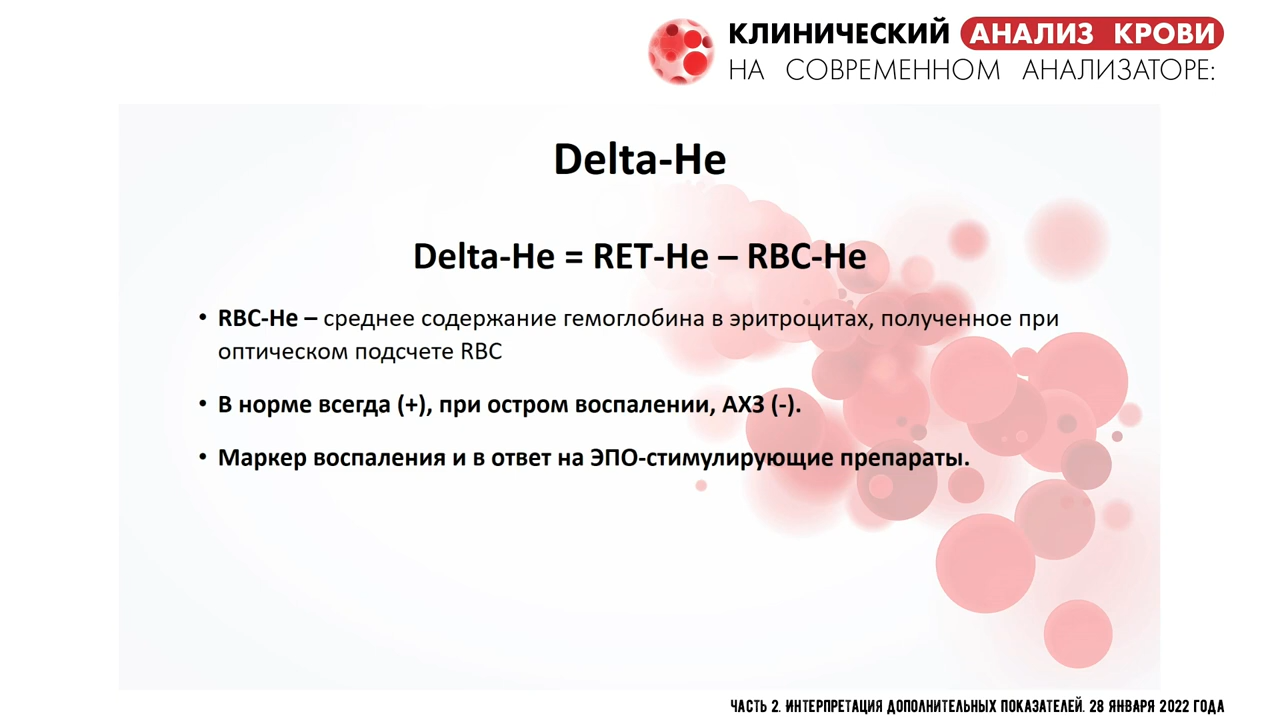 КЛИНИЧЕСКИЙ АНАЛИЗ КРОВИ
НА СОВРЕМЕННОМ АНАЛИЗАТОРЕ:
Delta-He
Delta-He = RET-He – RBC-He
• RBC-He – среднее содержание гемоглобина в эритроцитах, полученное при
оптическом подсчете RBC
• В норме всегда (+), при остром воспалении, АХЗ (-).
• Маркер воспаления и в ответ на ЭПО-стимулирующие препараты.
ЧАСТЬ 2. ИНТЕРПРЕТАЦИЯ ДОПОЛНИТЕЛЬНЫХ ПОКАЗАТЕЛЕЙ. 28 ЯНВАРЯ 2022 ГОДА